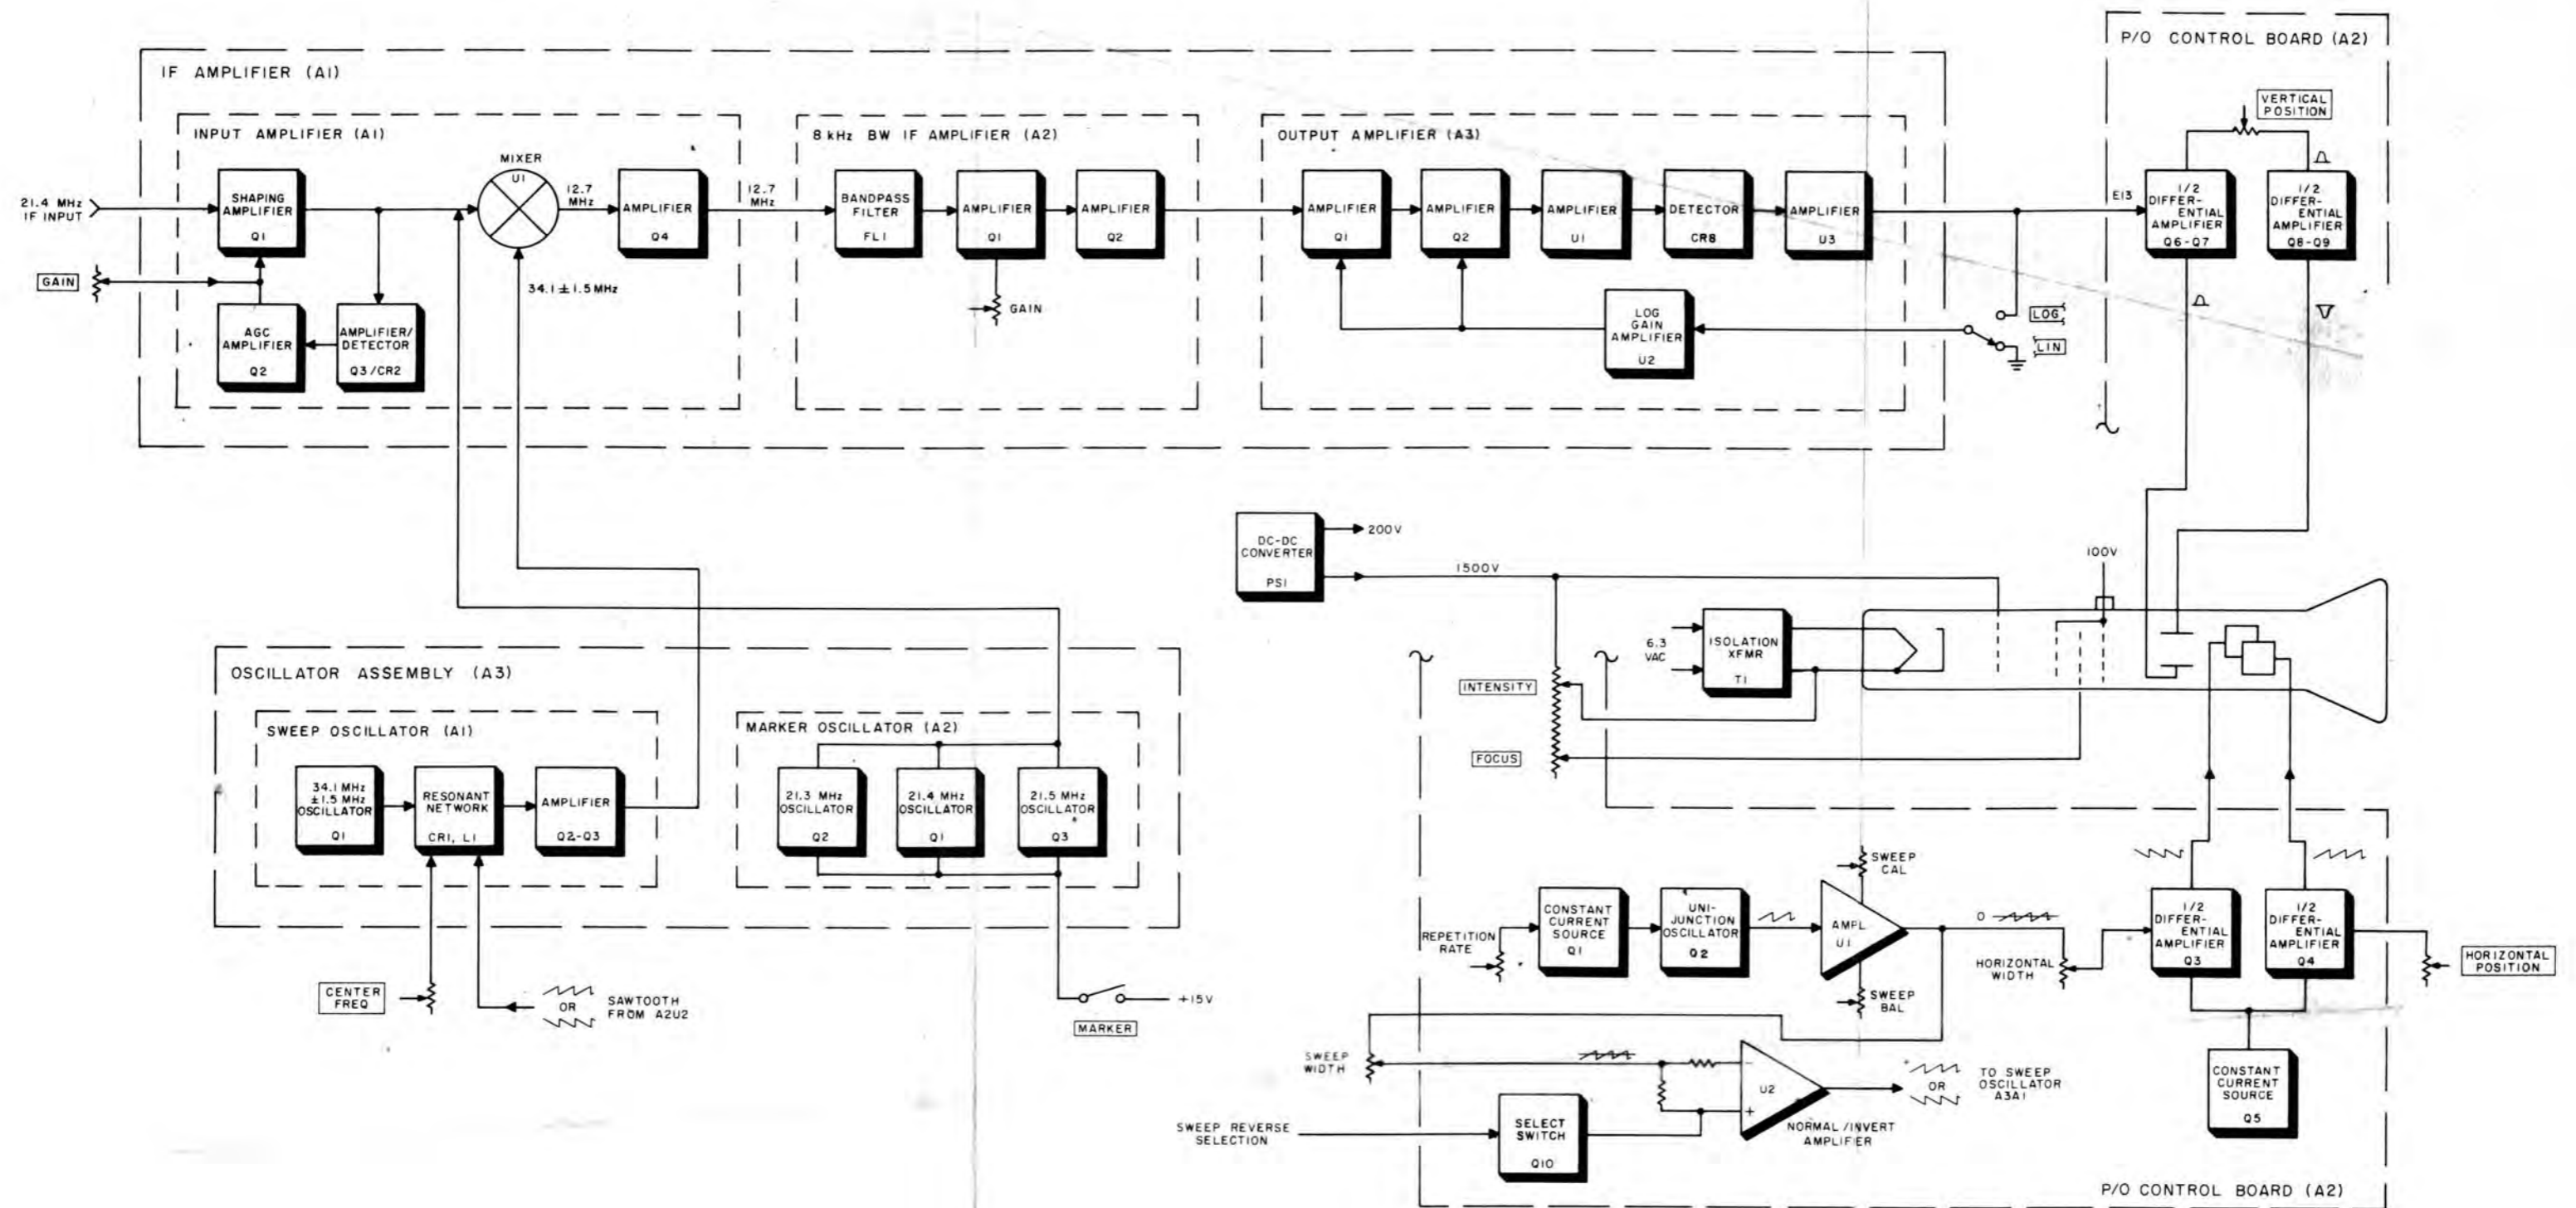 IF AMPLIFIER (A1)
INPUT AMPLIFIER (A1)
21.4 MHz
IF INPUT
SHAPING
AMPLIFIER
Q1
MIXER
U1
12.7
MHz
AMPLIFIER
Q4
12.7
MHz
GAIN
AGC
AMPLIFIER
Q2
AMPLIFIER/
DETECTOR
Q3/CR2
34.1 ± 1.5 MHz
8 kHz BW IF AMPLIFIER (A2)
BANDPASS
FILTER
FL1
AMPLIFIER
Q1
AMPLIFIER
Q2
GAIN
OUTPUT AMPLIFIER (A3)
AMPLIFIER
Q1
AMPLIFIER
Q2
AMPLIFIER
U1
DETECTOR
CR8
AMPLIFIER
U3
LOG
GAIN
AMPLIFIER
U2
LOG
LIN
P/O CONTROL BOARD (A2)
VERTICAL
POSITION
E13
1/2
DIFFER-
ENTIAL
AMPLIFIER
Q6-Q7
1/2
DIFFER-
ENTIAL
AMPLIFIER
Q8-Q9
DC-DC
CONVERTER
PS1
200V
1500V
100V
6.3
VAC
ISOLATION
XFMR
T1
INTENSITY
FOCUS
OSCILLATOR ASSEMBLY (A3)
SWEEP OSCILLATOR (A1)
34.1 MHz
±1.5 MHz
OSCILLATOR
Q1
RESONANT
NETWORK
CR1, L1
AMPLIFIER
Q2-Q3
MARKER OSCILLATOR (A2)
21.3 MHz
OSCILLATOR
Q2
21.4 MHz
OSCILLATOR
Q1
21.5 MHz
OSCILLATOR
Q3
CENTER
FREQ
OR
SAWTOOTH
FROM A2U2
+15V
MARKER
REPETITION
RATE
CONSTANT
CURRENT
SOURCE
Q1
UNI-
JUNCTION
OSCILLATOR
Q2
SWEEP
CAL
AMPL
U1
SWEEP
BAL
0
HORIZONTAL
WIDTH
1/2
DIFFER-
ENTIAL
AMPLIFIER
Q3
1/2
DIFFER-
ENTIAL
AMPLIFIER
Q4
HORIZONTAL
POSITION
CONSTANT
CURRENT
SOURCE
Q5
SWEEP
WIDTH
-
U2
+
OR
TO SWEEP
OSCILLATOR
A3A1
NORMAL/INVERT
AMPLIFIER
SWEEP REVERSE
SELECTION
SELECT
SWITCH
Q10
P/O CONTROL BOARD (A2)